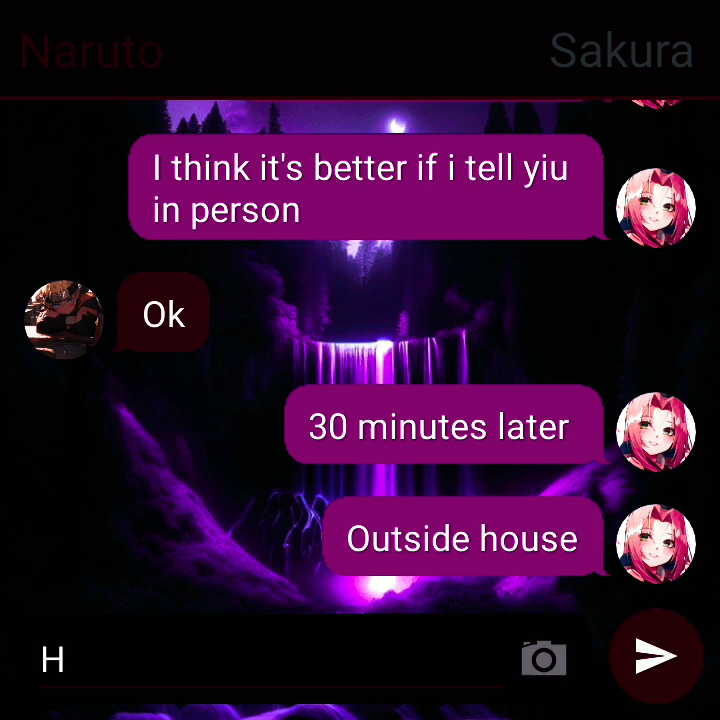 Naruto
Sakura
I think it's better if i tell yiu
in person
Ok
30 minutes later
Outside house
H